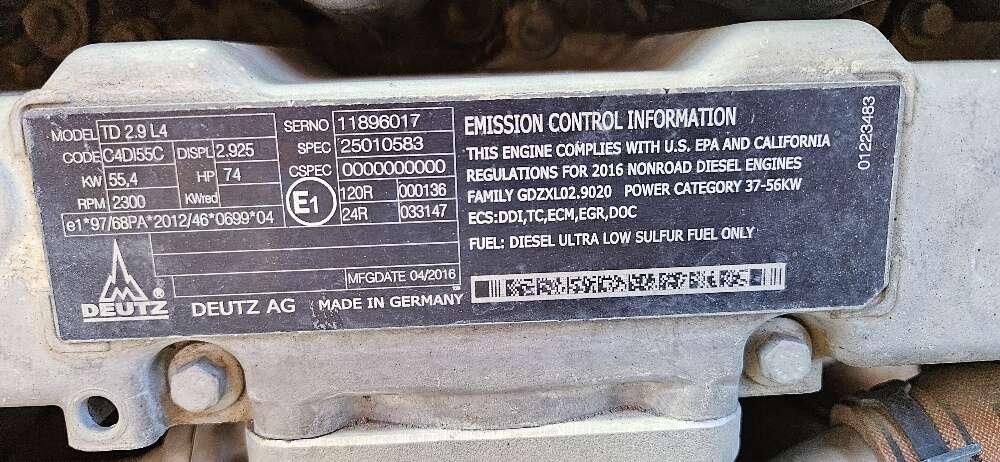 MODEL TD 2.9 L4
CODE C4DI55C DISPL 2.925
KW 55,4 HP 74
RPM 2300 KWred
e1*97/68PA*2012/46*0699*04
SERNO 11896017
SPEC 25010583
CSPEC 0000000000
E1 120R 000136
24R 033147
MFGDATE 04/2016
DEUTZ ® DEUTZ AG MADE IN GERMANY
EMISSION CONTROL INFORMATION
THIS ENGINE COMPLIES WITH U.S. EPA AND CALIFORNIA
REGULATIONS FOR 2016 NONROAD DIESEL ENGINES
FAMILY GDZXL02.9020 POWER CATEGORY 37-56KW
ECS:DDI,TC,ECM,EGR,DOC
FUEL: DIESEL ULTRA LOW SULFUR FUEL ONLY
01223483